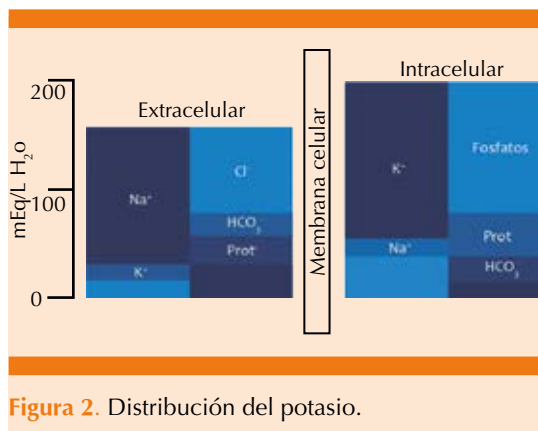 Intracelular
200
Extracelular
Fosfatos
Cl⁻
K⁺
mEq/L H₂o
100
Na⁺
Membrana celular
HCO₃⁻
Prot
Prot⁻
Na⁺
HCO₃
K⁺
0
Figura 2. Distribución del potasio.